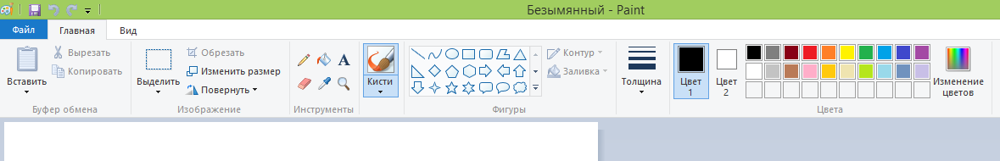 Безымянный - Paint
Файл Главная Вид
Вставить
Вырезать
Копировать
Буфер обмена
Выделить
Обрезать
Изменить размер
Повернуть
Изображение
A
Инструменты
Кисти
Контур
Заливка
Фигуры
Толщина
Цвет
1
Цвет
2
Изменение
цветов
Цвета